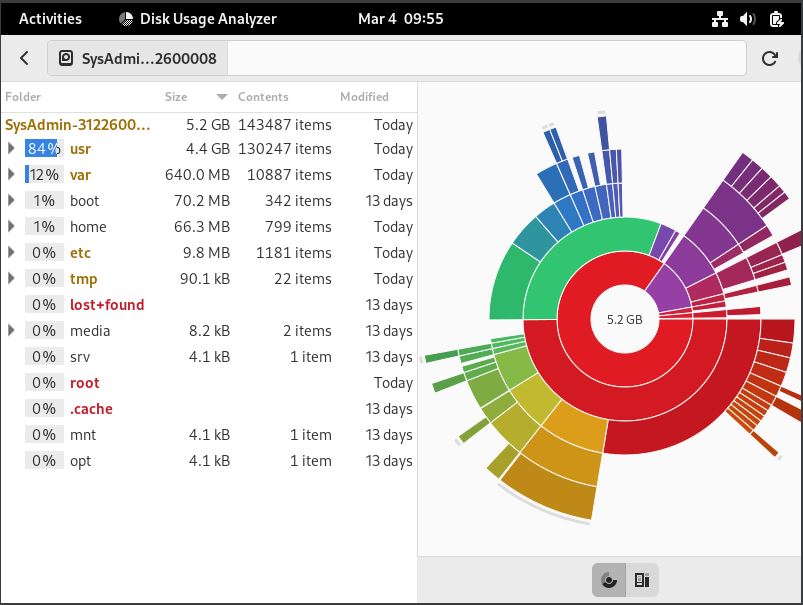 Activities Disk Usage Analyzer Mar 4 09:55
SysAdmi...2600008
Folder Size Contents Modified
SysAdmin-3122600... 5.2 GB 143487 items Today
84% usr 4.4 GB 130247 items Today
12% var 640.0 MB 10887 items Today
1% boot 70.2 MB 342 items 13 days
1% home 66.3 MB 799 items Today
0% etc 9.8 MB 1181 items Today
0% tmp 90.1 kB 22 items Today
0% lost+found 13 days
0% media 8.2 kB 2 items 13 days
0% srv 4.1 kB 1 item 13 days
0% root Today
0% .cache 13 days
0% mnt 4.1 kB 1 item 13 days
0% opt 4.1 kB 1 item 13 days
5.2 GB